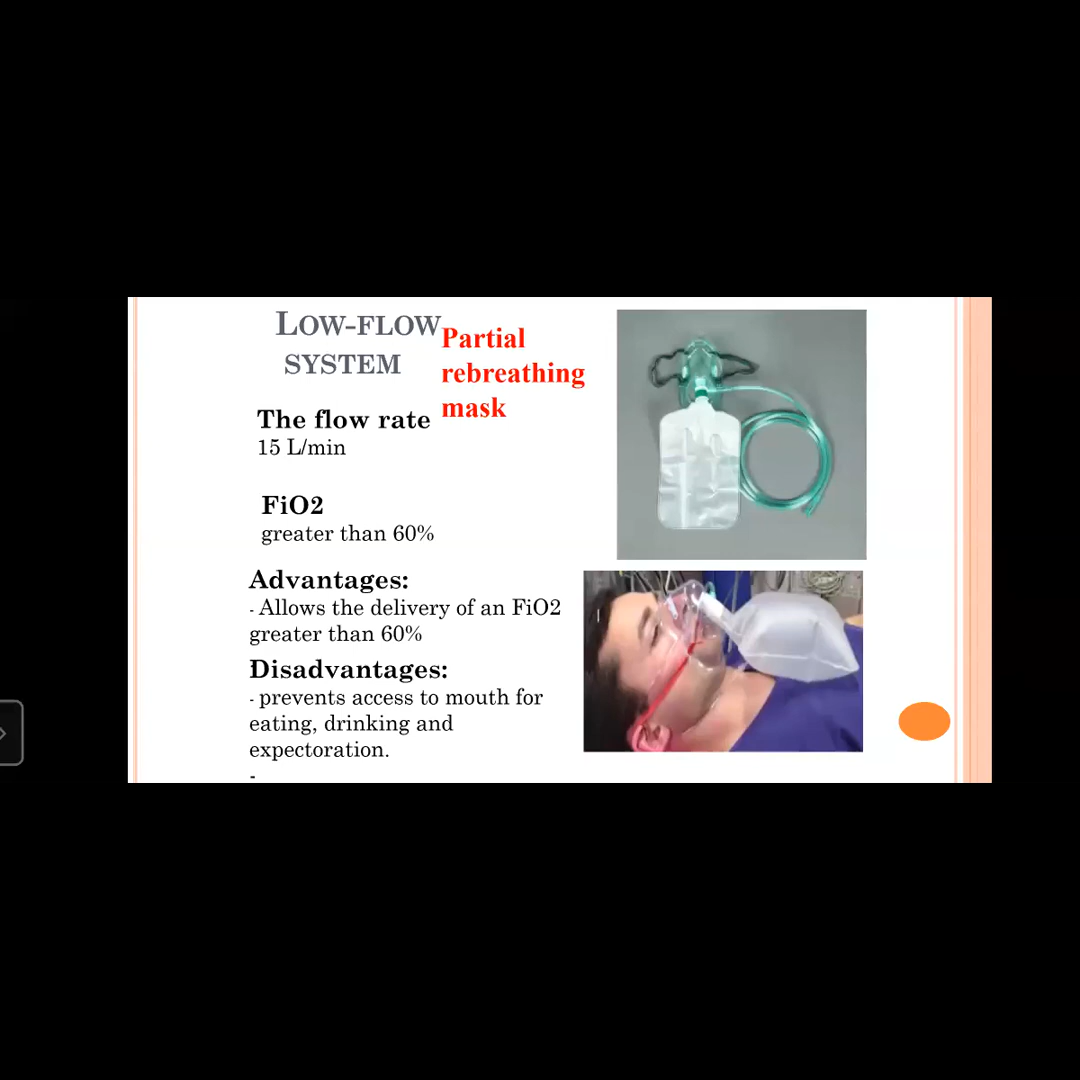 LOW-FLOW
SYSTEM
Partial
rebreathing
mask
The flow rate
15 L/min
FiO2
greater than 60%
Advantages:
- Allows the delivery of an FiO2
greater than 60%
Disadvantages:
- prevents access to mouth for
eating, drinking and
expectoration.
-